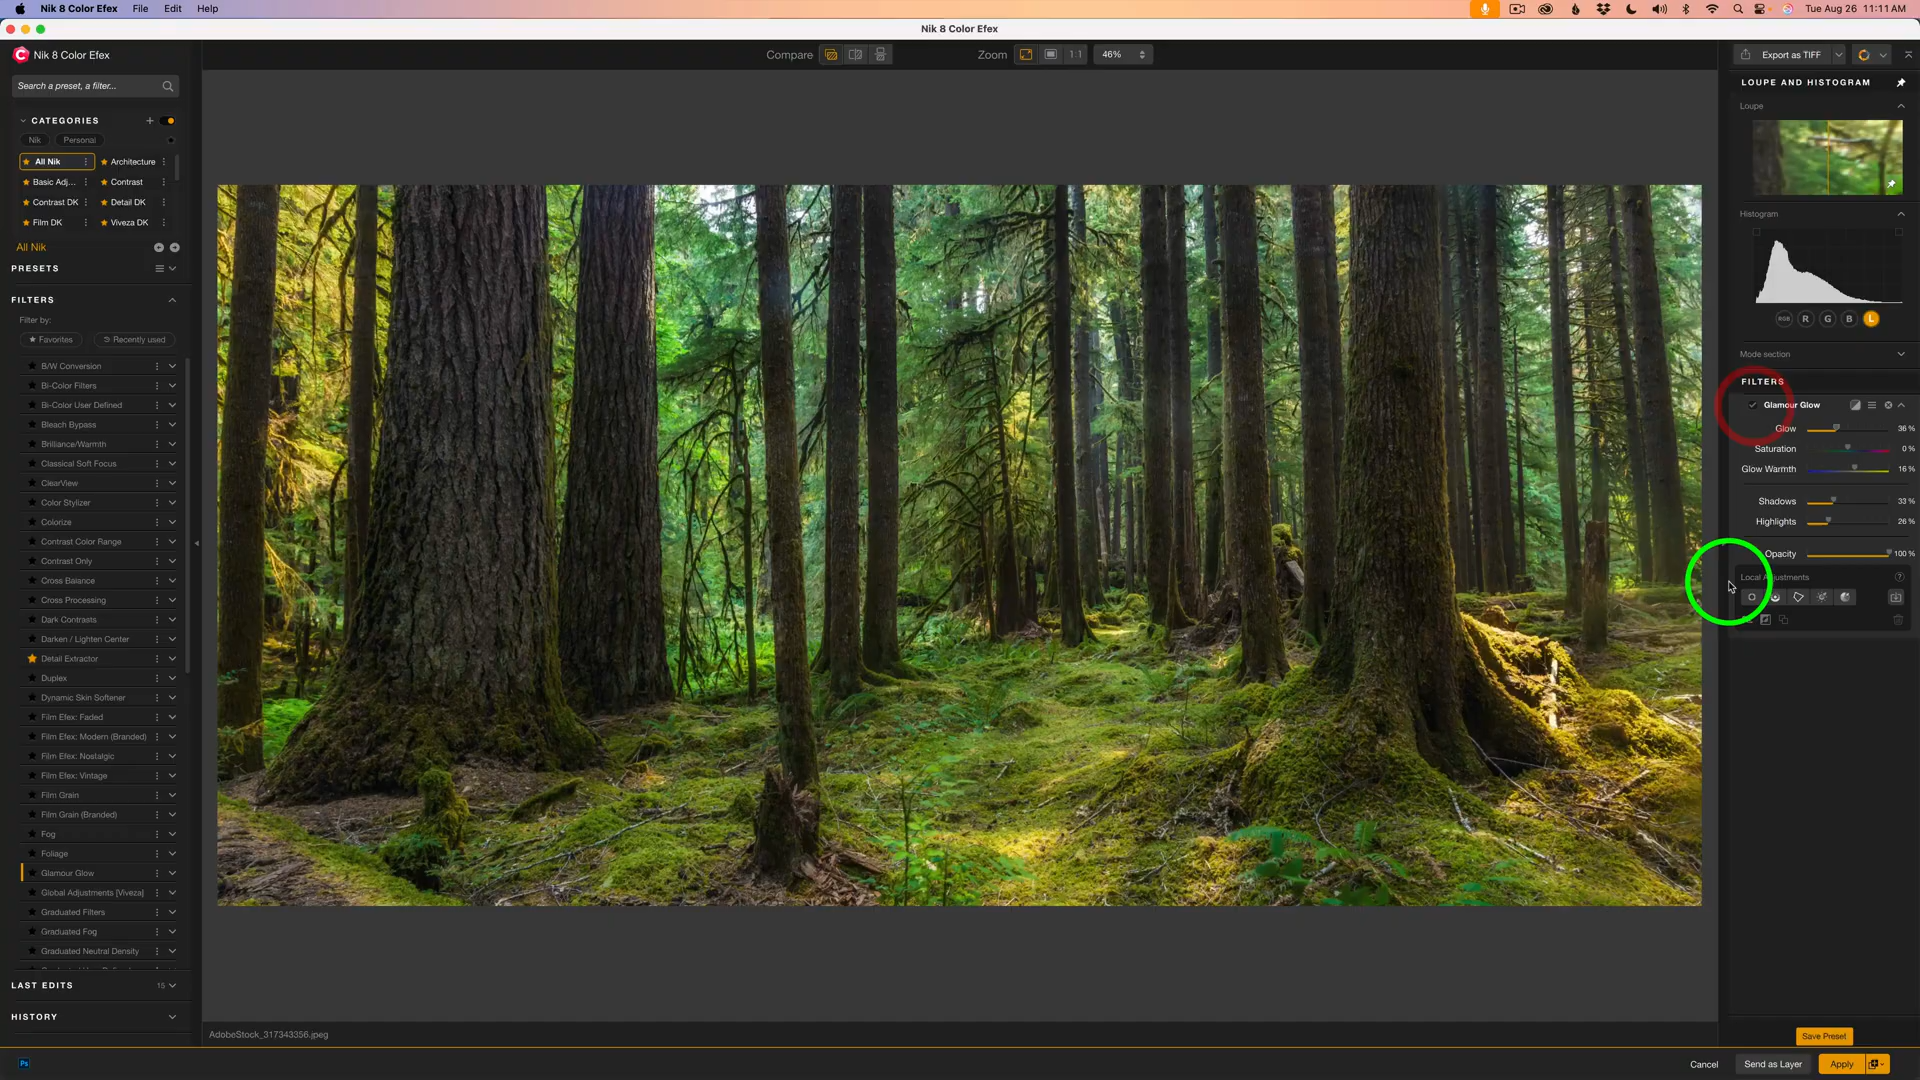 Nik 8 Color Efex File Edit Help
Tue Aug 26 11:11 AM
Nik 8 Color Efex
Nik 8 Color Efex
Compare
Zoom
1:1
46%
Export as TIFF
Search a preset, a filter...
CATEGORIES
Nik Personal
All Nik Architecture
Basic Adj... Contrast
Contrast DK Detail DK
Film DK Viveza DK
All Nik
PRESETS
FILTERS
Filter by:
Favorites Recently used
B/W Conversion
Bi-Color Filters
Bi-Color User Defined
Bleach Bypass
Brilliance/Warmth
Classical Soft Focus
ClearView
Color Stylizer
Colorize
Contrast Color Range
Contrast Only
Cross Balance
Cross Processing
Dark Contrasts
Darken / Lighten Center
Detail Extractor
Duplex
Dynamic Skin Softener
Film Efex: Faded
Film Efex: Modern (Branded)
Film Efex: Nostalgic
Film Efex: Vintage
Film Grain
Film Grain (Branded)
Fog
Foliage
Glamour Glow
Global Adjustments [Viveza]
Graduated Filters
Graduated Fog
Graduated Neutral Density
LAST EDITS 15
HISTORY
LOUPE AND HISTOGRAM
Loupe
Histogram
RGB R G B L
Mode section
FILTERS
Glamour Glow
Glow 36 %
Saturation 0 %
Glow Warmth 16 %
Shadows 33 %
Highlights 26 %
Opacity 100 %
Local Adjustments ?
AdobeStock_317343356.jpeg
Save Preset
Ps
Cancel Send as Layer Apply